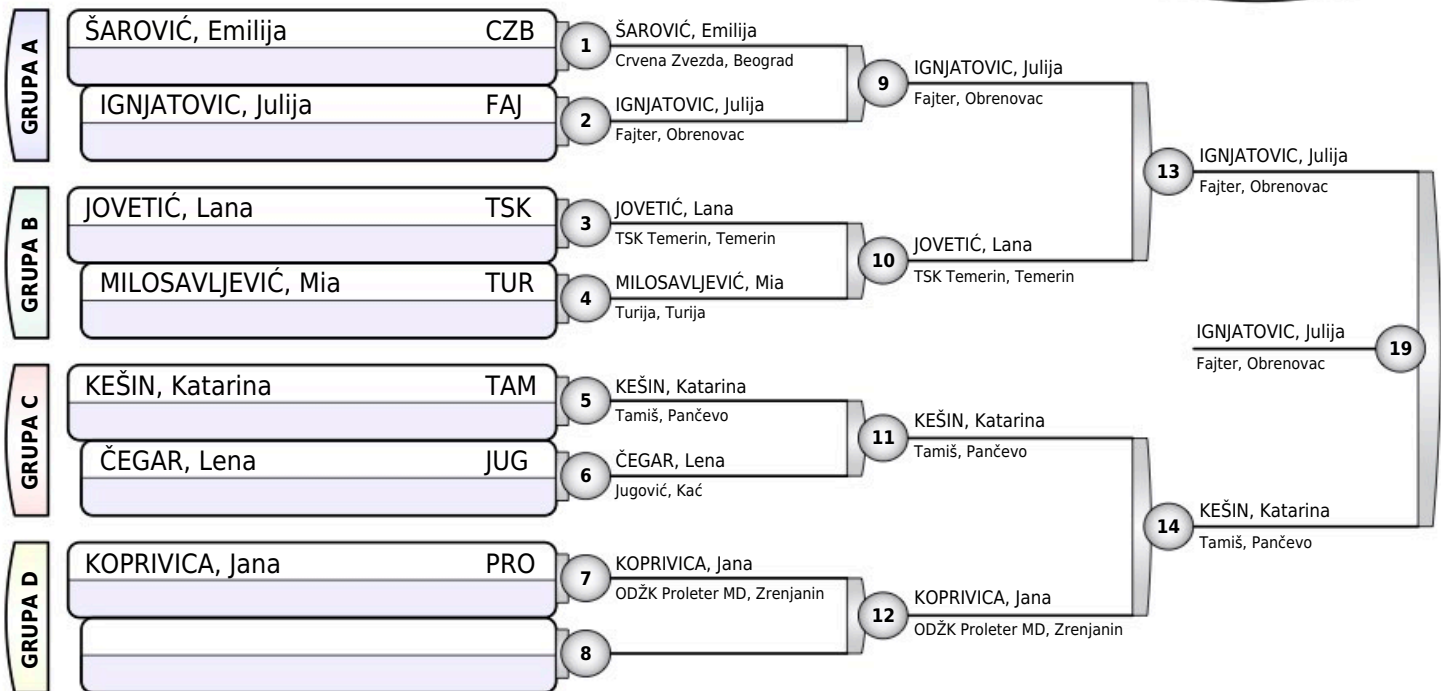 GRUPA A
ŠAROVIĆ, Emilija CZB
1
ŠAROVIĆ, Emilija
Crvena Zvezda, Beograd
IGNJATOVIC, Julija FAJ
2
IGNJATOVIC, Julija
Fajter, Obrenovac
9
IGNJATOVIC, Julija
Fajter, Obrenovac
GRUPA B
JOVETIĆ, Lana TSK
3
JOVETIĆ, Lana
TSK Temerin, Temerin
MILOSAVLJEVIĆ, Mia TUR
4
MILOSAVLJEVIĆ, Mia
Turija, Turija
10
JOVETIĆ, Lana
TSK Temerin, Temerin
13
IGNJATOVIC, Julija
Fajter, Obrenovac
GRUPA C
KEŠIN, Katarina TAM
5
KEŠIN, Katarina
Tamiš, Pančevo
ČEGAR, Lena JUG
6
ČEGAR, Lena
Jugović, Kać
11
KEŠIN, Katarina
Tamiš, Pančevo
GRUPA D
KOPRIVICA, Jana PRO
7
KOPRIVICA, Jana
ODŽK Proleter MD, Zrenjanin
8
12
KOPRIVICA, Jana
ODŽK Proleter MD, Zrenjanin
14
KEŠIN, Katarina
Tamiš, Pančevo
IGNJATOVIC, Julija
Fajter, Obrenovac
19